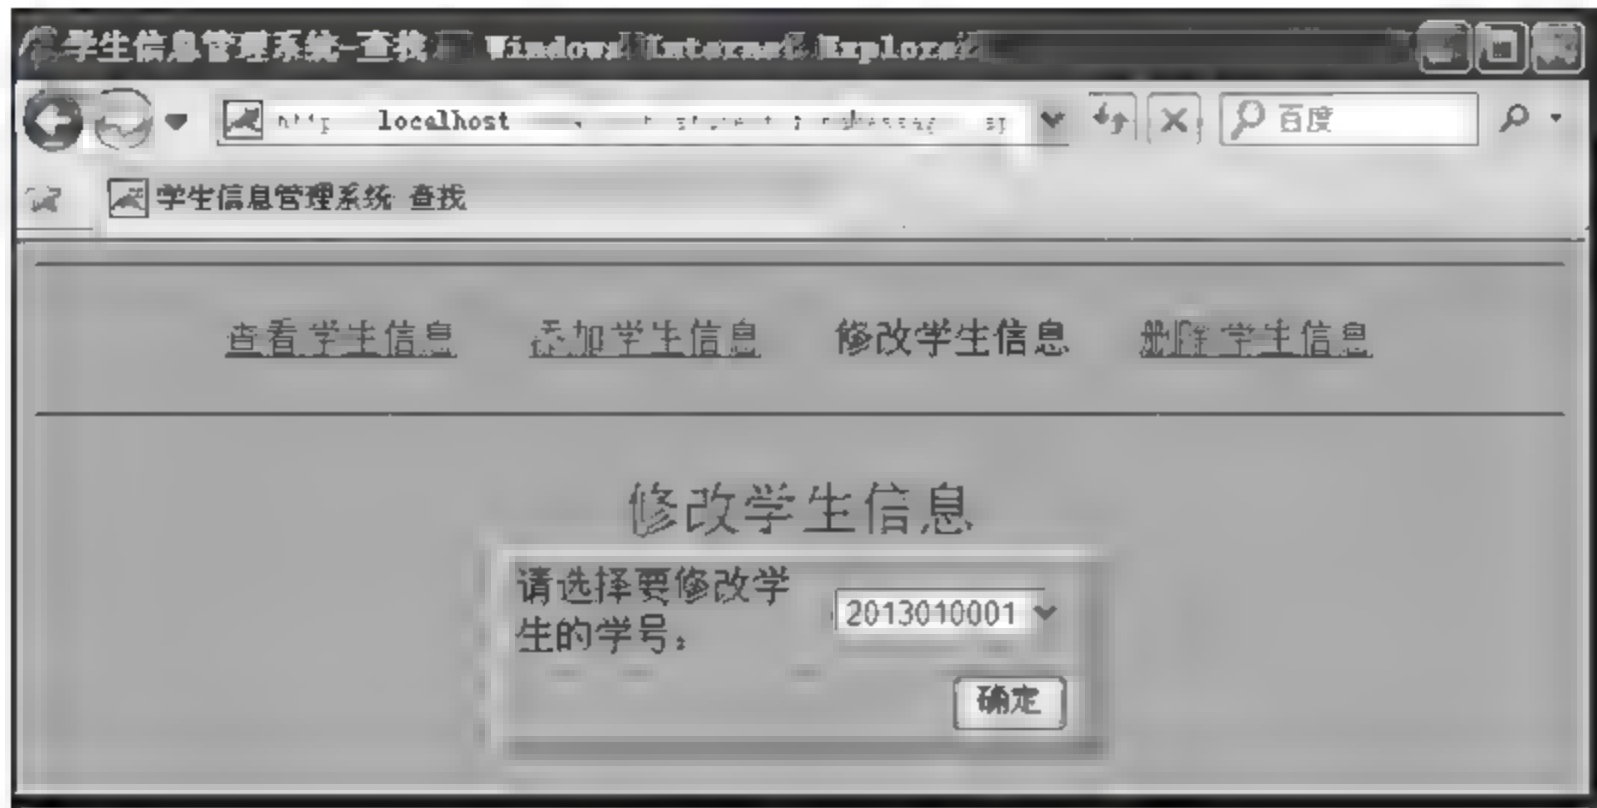 学生信息管理系统-查找 Windows Internet Explorer
localhost
百度
学生信息管理系统 查找
查看学生信息 添加学生信息 修改学生信息 删除学生信息
修改学生信息
请选择要修改学
生的学号：
2013010001
确定